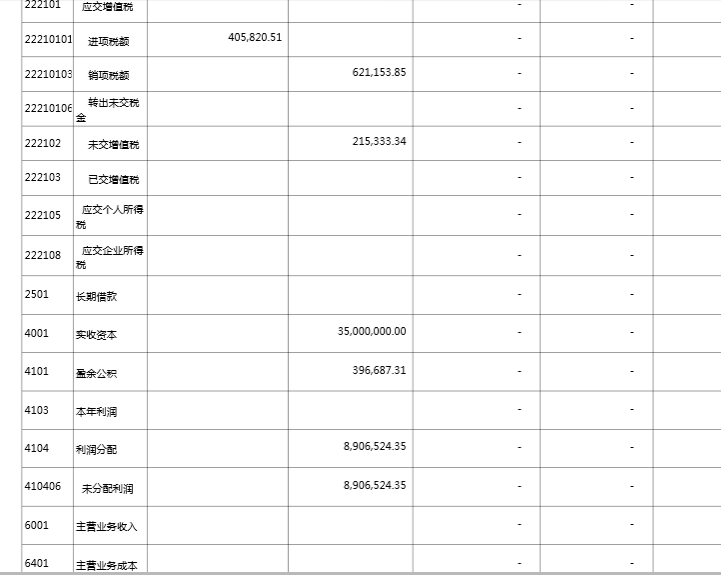 222101 应交增值税 - -
22210101 进项税额 405,820.51 - -
22210103 销项税额 621,153.85 - -
22210106 转出未交税
金 - -
222102 未交增值税 215,333.34 - -
222103 已交增值税 - -
222105 应交个人所得
税 - -
222108 应交企业所得
税 - -
2501 长期借款 - -
4001 实收资本 35,000,000.00 - -
4101 盈余公积 396,687.31 - -
4103 本年利润 - -
4104 利润分配 8,906,524.35 - -
410406 未分配利润 8,906,524.35 - -
6001 主营业务收入 - -
6401 主营业务成本 - -